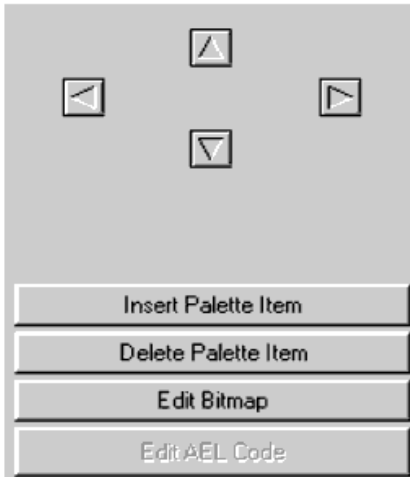 Insert Palette Item
Delete Palette Item
Edit Bitmap
Edit AEL Code